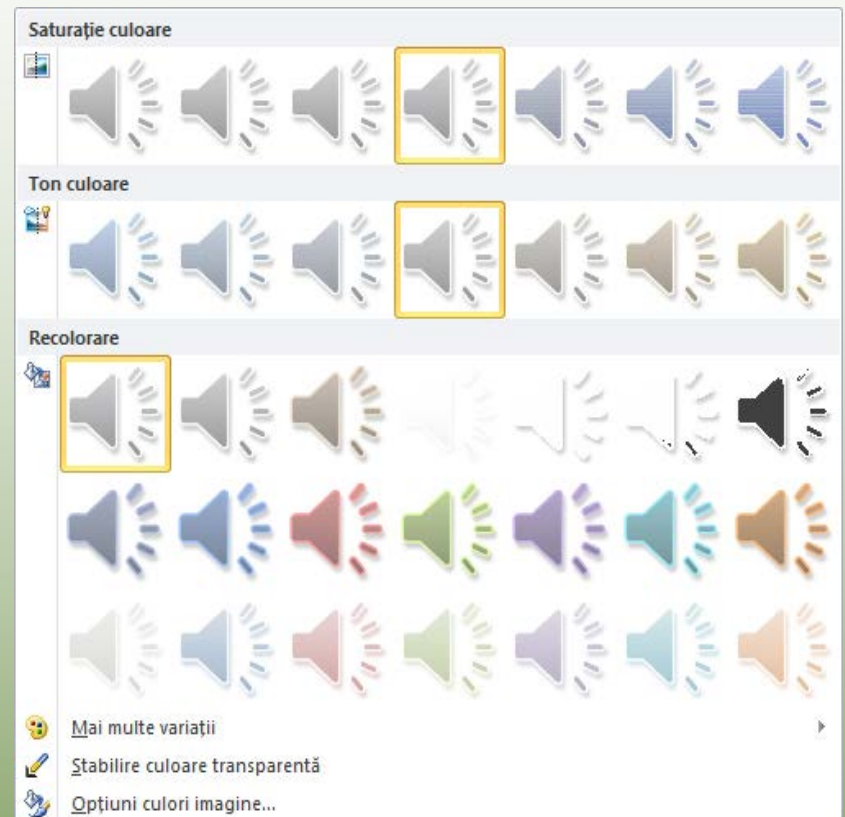 Saturație culoare
Ton culoare
Recolorare
Mai multe variații
Stabilire culoare transparentă
Opțiuni culori imagine...